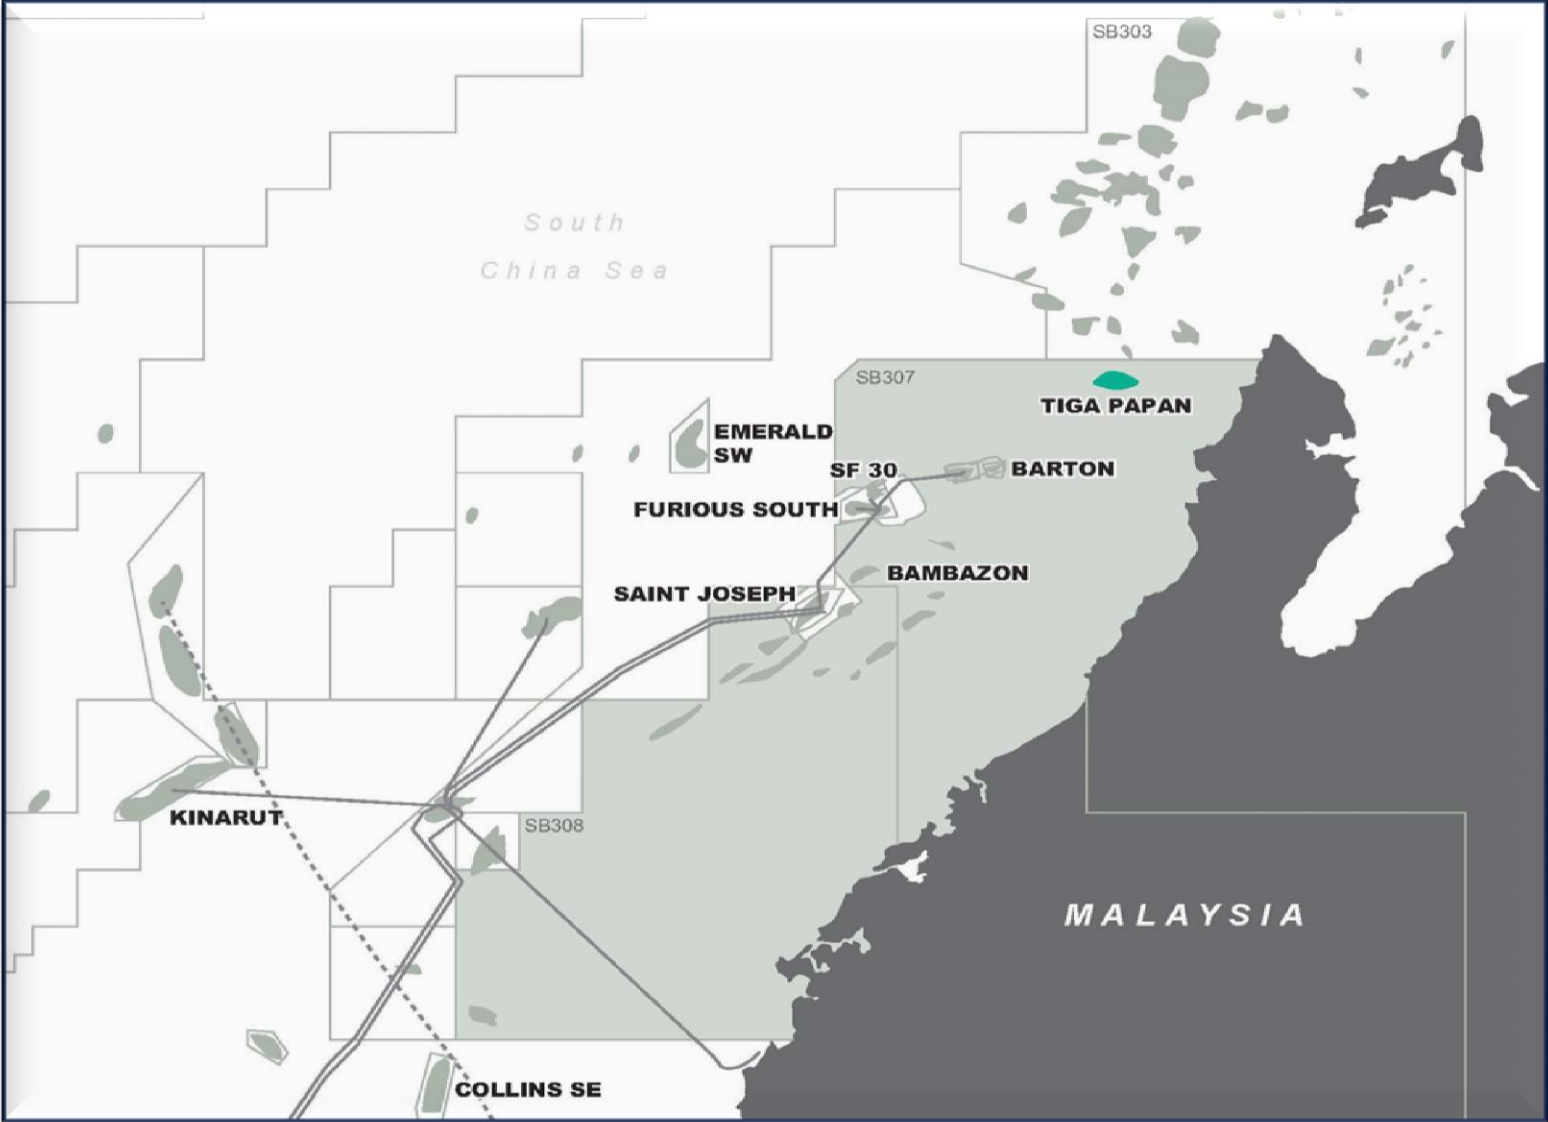 SB303
South
China Sea
SB307
TIGA PAPAN
EMERALD
SW
SF 30
BARTON
FURIOUS SOUTH
BAMBAZON
SAINT JOSEPH
KINARUT
SB308
MALAYSIA
COLLINS SE